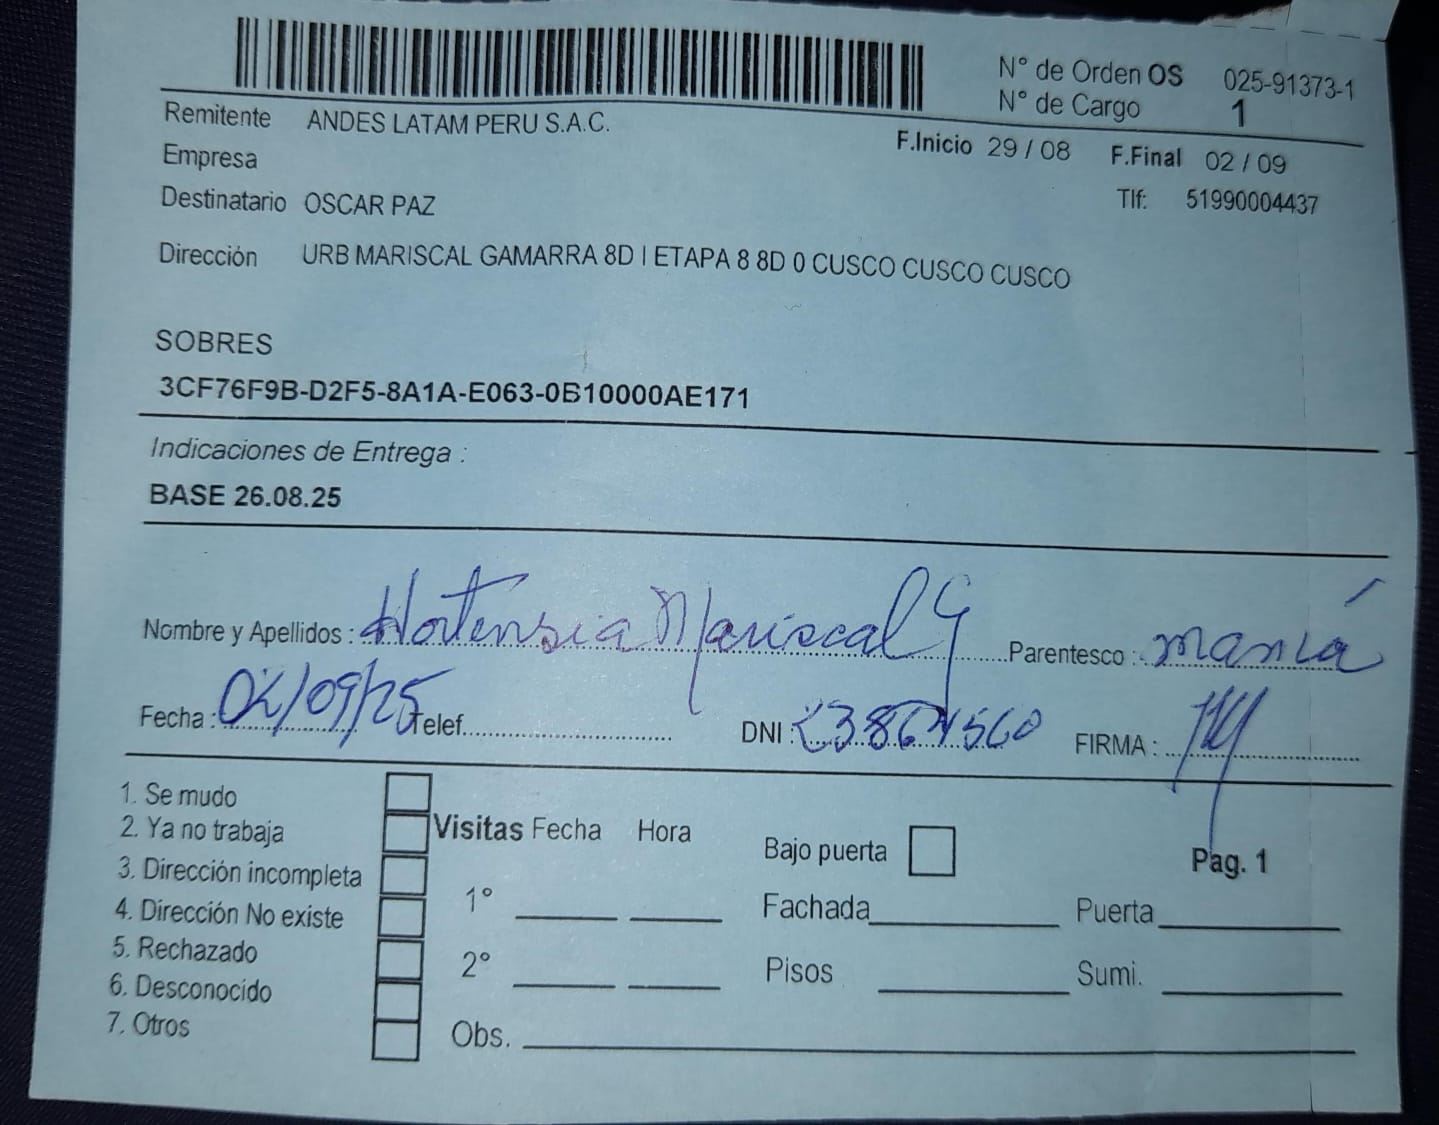 N° de Orden OS 025-91373-1
N° de Cargo 1
Remitente ANDES LATAM PERU S.A.C.
F.Inicio 29 / 08 F.Final 02 / 09
Empresa
Destinatario OSCAR PAZ Tlf: 51990004437
Dirección URB MARISCAL GAMARRA 8D I ETAPA 8 8D 0 CUSCO CUSCO CUSCO
SOBRES
3CF76F9B-D2F5-8A1A-E063-0B10000AE171
Indicaciones de Entrega :
BASE 26.08.25
Nombre y Apellidos : Hortensia Mariscal G Parentesco : mamá
Fecha : 02/09/25 Telef. DNI : FIRMA :
1. Se mudo
2. Ya no trabaja
3. Dirección incompleta
4. Dirección No existe
5. Rechazado
6. Desconocido
7. Otros
Visitas Fecha Hora
1°
2°
Obs.
Bajo puerta Pag. 1
Fachada Puerta
Pisos Sumi.